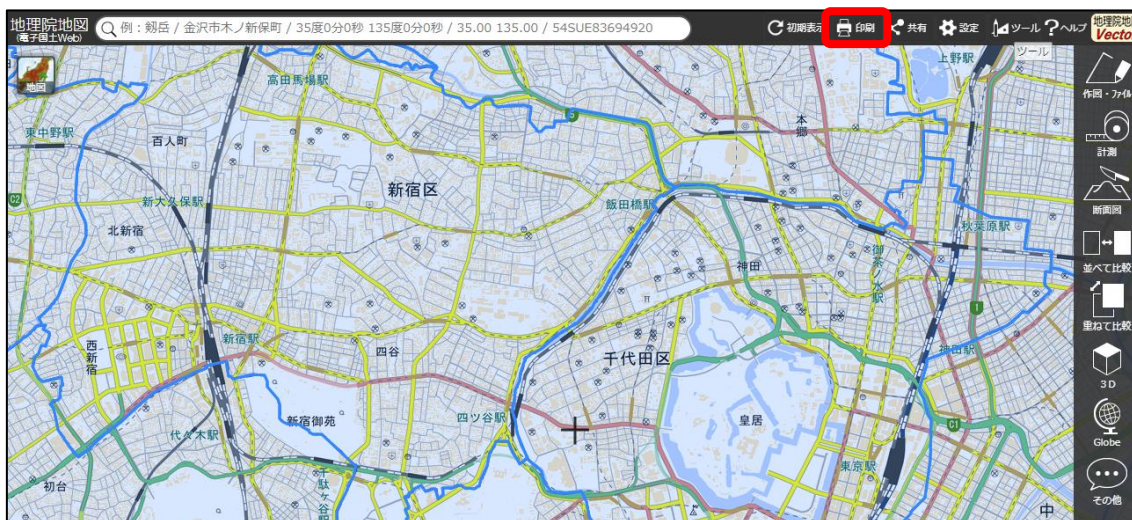 地理院地図
(電子国土Web)
例：剱岳 / 金沢市木ノ新保町 / 35度0分0秒 135度0分0秒 / 35.00 135.00 / 54SUE83694920
初期表示
印刷
共有
設定
ツール
ヘルプ
地理院地
Vecto
ツール
地図
作図・ファイル
計測
断面図
並べて比較
重ねて比較
3D
Globe
その他
高田馬場駅
上野駅
東中野駅
百人町
本郷
5
C2
新宿区
新大久保駅
飯田橋駅
北新宿
秋葉原駅
御茶ノ水駅
神田
1
新宿駅
西新宿
四谷
千代田区
神田駅
新宿御苑
四ツ谷駅
皇居
代々木駅
C1
東京駅
初台
千駄ヶ谷駅
中